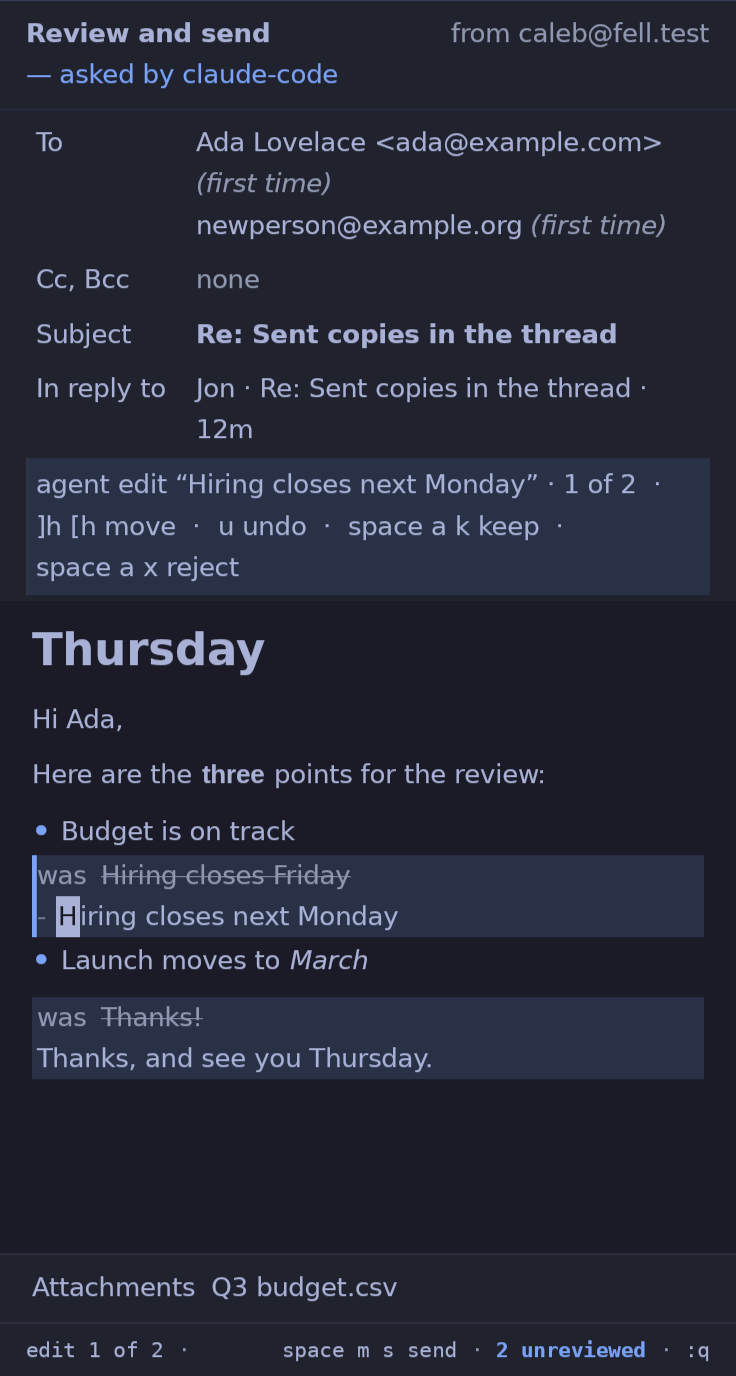 Review and send from caleb@fell.test
— asked by claude-code
To Ada Lovelace <ada@example.com>
(first time)
newperson@example.org (first time)
Cc, Bcc none
Subject Re: Sent copies in the thread
In reply to Jon · Re: Sent copies in the thread ·
12m
agent edit “Hiring closes next Monday” · 1 of 2 ·
]h [h move · u undo · space a k keep ·
space a x reject
Thursday
Hi Ada,
Here are the three points for the review:
• Budget is on track
was Hiring closes Friday
- Hiring closes next Monday
• Launch moves to March
was Thanks!
Thanks, and see you Thursday.
Attachments Q3 budget.csv
edit 1 of 2 · space m s send · 2 unreviewed · :q